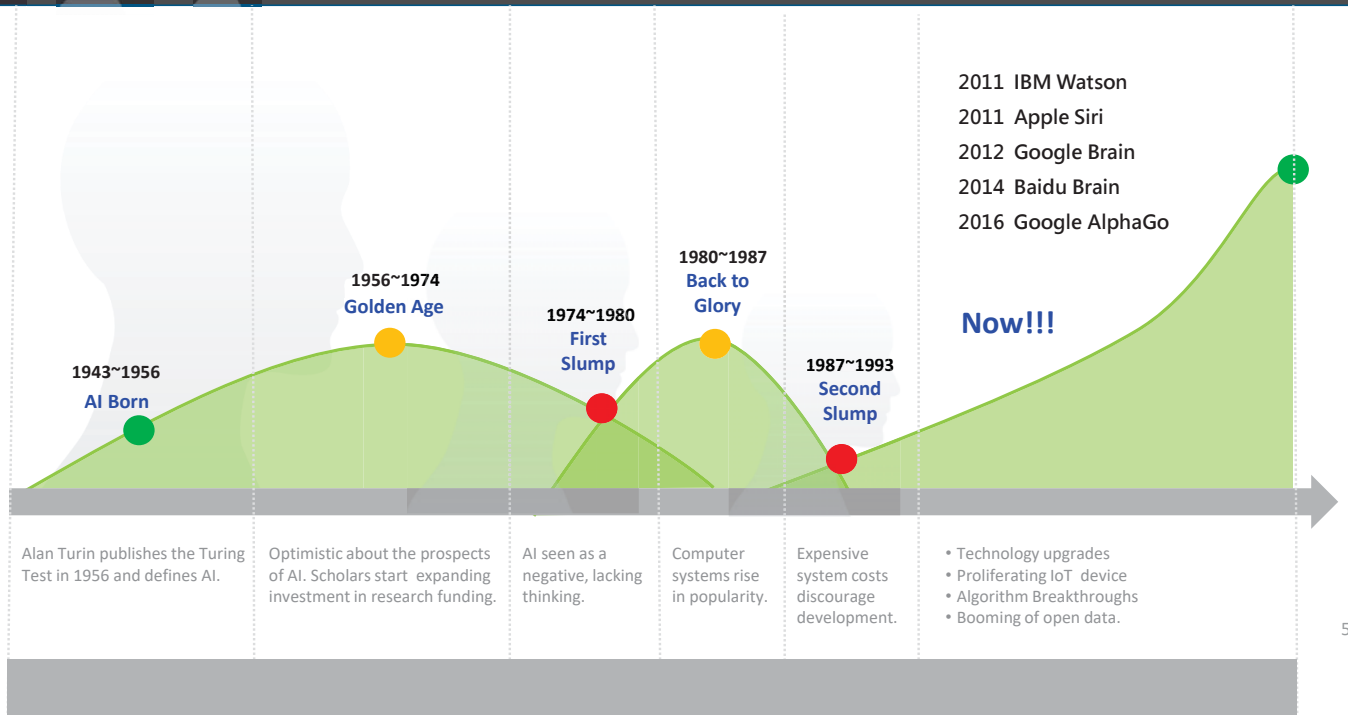 2011 IBM Watson
2011 Apple Siri
2012 Google Brain
2014 Baidu Brain
2016 Google AlphaGo
Now!!!
1943~1956
AI Born
1956~1974
Golden Age
1974~1980
First
Slump
1980~1987
Back to
Glory
1987~1993
Second
Slump
Alan Turin publishes the Turing
Test in 1956 and defines AI.
Optimistic about the prospects
of AI. Scholars start expanding
investment in research funding.
AI seen as a
negative, lacking
thinking.
Computer
systems rise
in popularity.
Expensive
system costs
discourage
development.
• Technology upgrades
• Proliferating IoT device
• Algorithm Breakthroughs
• Booming of open data.
5